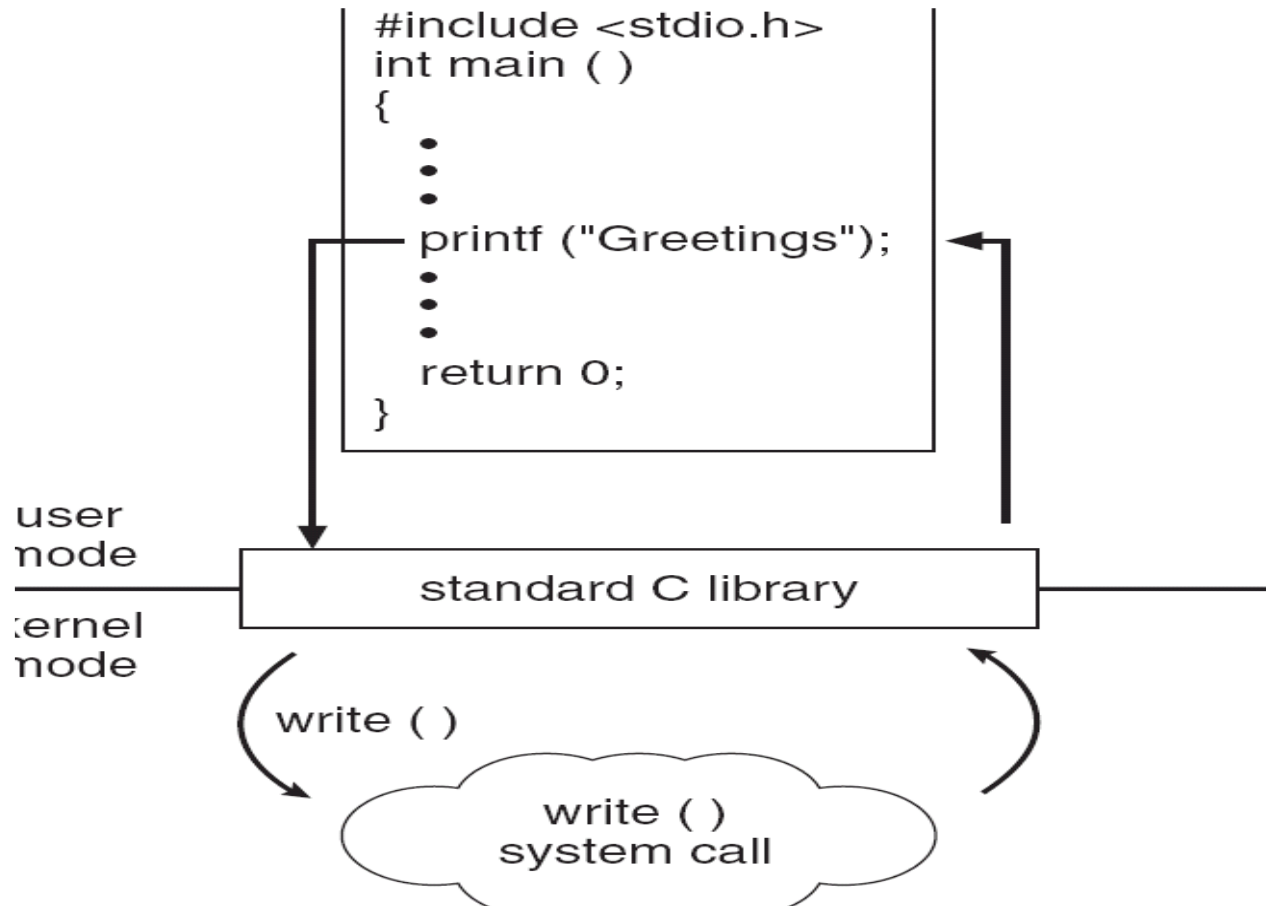 #include <stdio.h>
int main ( )
{
•
•
•
printf ("Greetings");
•
•
•
return 0;
}
user
mode
standard C library
kernel
mode
write ( )
write ( )
system call